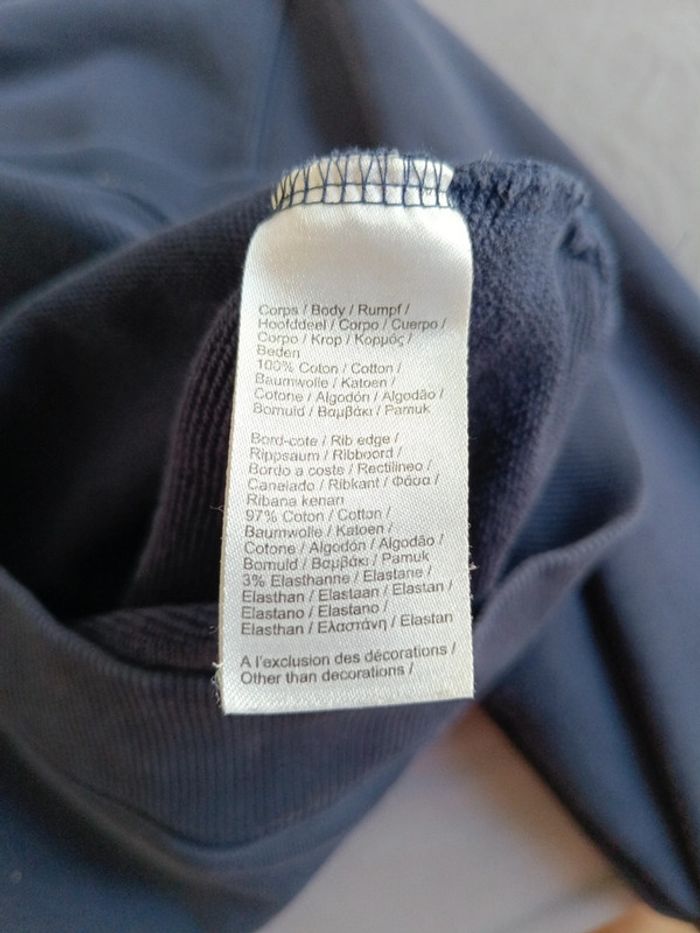 Corps / Body / Rumpf /
Hoofddeel / Corpo / Cuerpo /
Corpo / Krop / Κορμός /
Beden
100% Coton / Cotton /
Baumwolle / Katoen /
Cotone / Algodón / Algodão /
Bomuld / Βαμβάκι / Pamuk
Bord-cote / Rib edge /
Rippsaum / Ribboord /
Bordo a coste / Rectilineo /
Canelado / Ribkant / Φάσα /
Ribana kenarı
97% Coton / Cotton /
Baumwolle / Katoen /
Cotone / Algodón / Algodão /
Bomuld / Βαμβάκι / Pamuk
3% Elasthanne / Elastane /
Elasthan / Elastaan / Elastan /
Elastano / Elastano /
Elasthan / Ελαστάνη / Elastan
A l'exclusion des décorations /
Other than decorations /